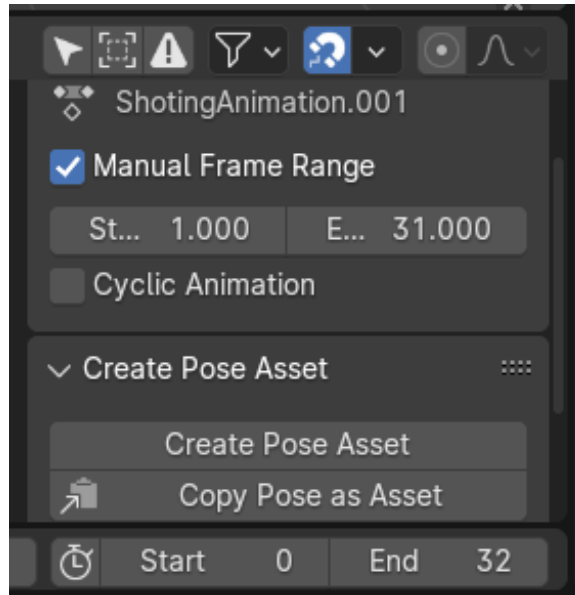 ShotingAnimation.001
Manual Frame Range
St... 1.000 E... 31.000
Cyclic Animation
Create Pose Asset
Create Pose Asset
Copy Pose as Asset
Start 0 End 32